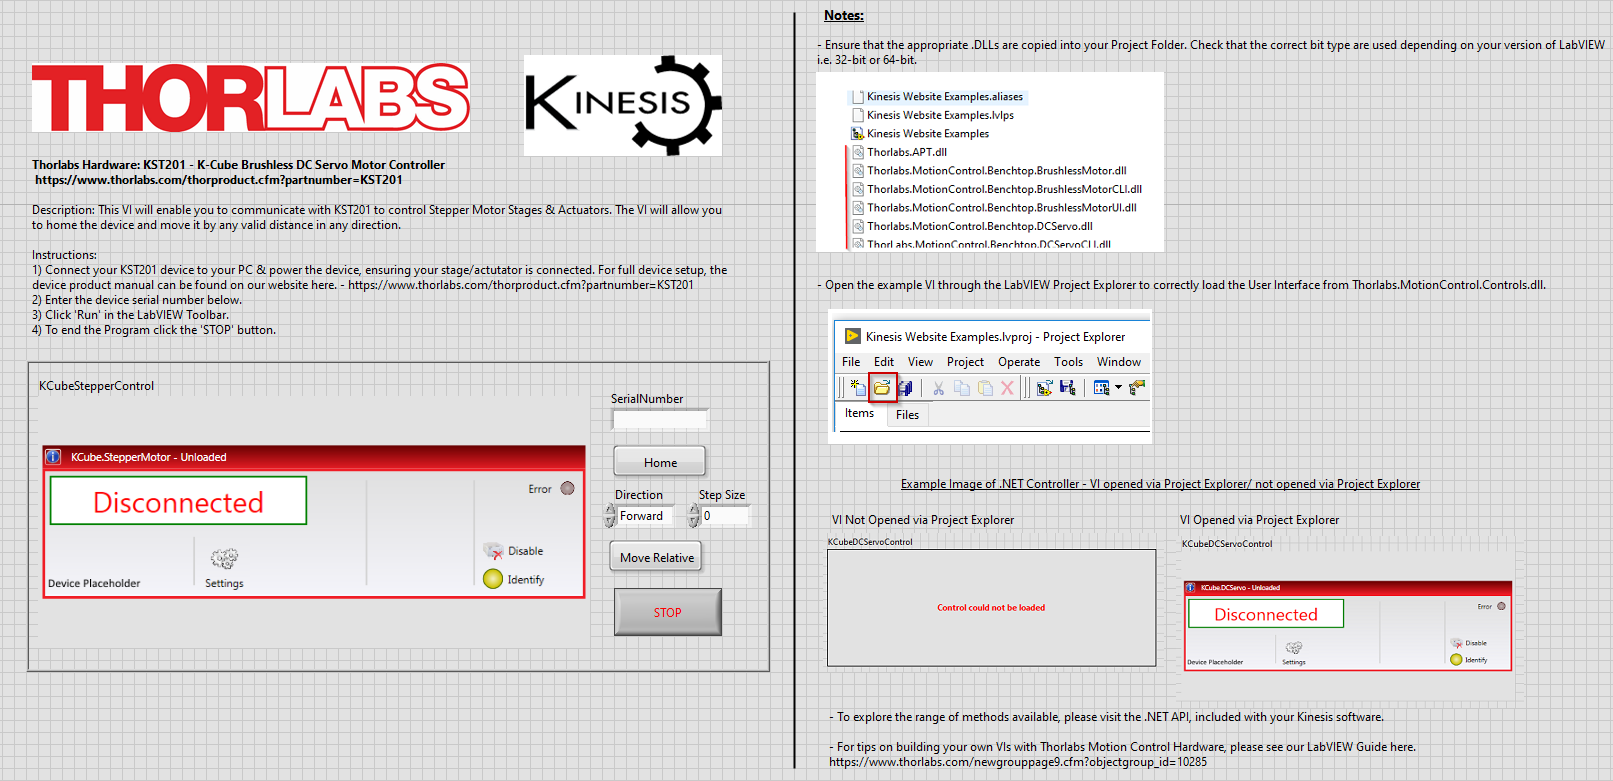 THORLABS
KINESIS
Thorlabs Hardware: KST201 - K-Cube Brushless DC Servo Motor Controller
https://www.thorlabs.com/thorproduct.cfm?partnumber=KST201
Description: This VI will enable you to communicate with KST201 to control Stepper Motor Stages & Actuators. The VI will allow you
to home the device and move it by any valid distance in any direction.
Instructions:
1) Connect your KST201 device to your PC & power the device, ensuring your stage/actutator is connected. For full device setup, the
device product manual can be found on our website here. - https://www.thorlabs.com/thorproduct.cfm?partnumber=KST201
2) Enter the device serial number below.
3) Click 'Run' in the LabVIEW Toolbar.
4) To end the Program click the 'STOP' button.
KCubeStepperControl
KCube.StepperMotor - Unloaded
Disconnected
Error
Disable
Identify
Device Placeholder
Settings
SerialNumber
Home
Direction
Step Size
Forward
0
Move Relative
STOP
Notes:
- Ensure that the appropriate .DLLs are copied into your Project Folder. Check that the correct bit type are used depending on your version of LabVIEW
i.e. 32-bit or 64-bit.
Kinesis Website Examples.aliases
Kinesis Website Examples.lvlps
Kinesis Website Examples
Thorlabs.APT.dll
Thorlabs.MotionControl.Benchtop.BrushlessMotor.dll
Thorlabs.MotionControl.Benchtop.BrushlessMotorCLI.dll
Thorlabs.MotionControl.Benchtop.BrushlessMotorUI.dll
Thorlabs.MotionControl.Benchtop.DCServo.dll
ThorLabs.MotionControl.Benchtop.DCServoCLI.dll
- Open the example VI through the LabVIEW Project Explorer to correctly load the User Interface from Thorlabs.MotionControl.Controls.dll.
Kinesis Website Examples.lvproj - Project Explorer
File Edit View Project Operate Tools Window
Items Files
Example Image of .NET Controller - VI opened via Project Explorer/ not opened via Project Explorer
VI Not Opened via Project Explorer
KCubeDCServoControl
Control could not be loaded
VI Opened via Project Explorer
KCubeDCServoControl
KCube.DCServo - Unloaded
Disconnected
Error
Disable
Identify
Device Placeholder
Settings
- To explore the range of methods available, please visit the .NET API, included with your Kinesis software.
- For tips on building your own VIs with Thorlabs Motion Control Hardware, please see our LabVIEW Guide here.
https://www.thorlabs.com/newgrouppage9.cfm?objectgroup_id=10285